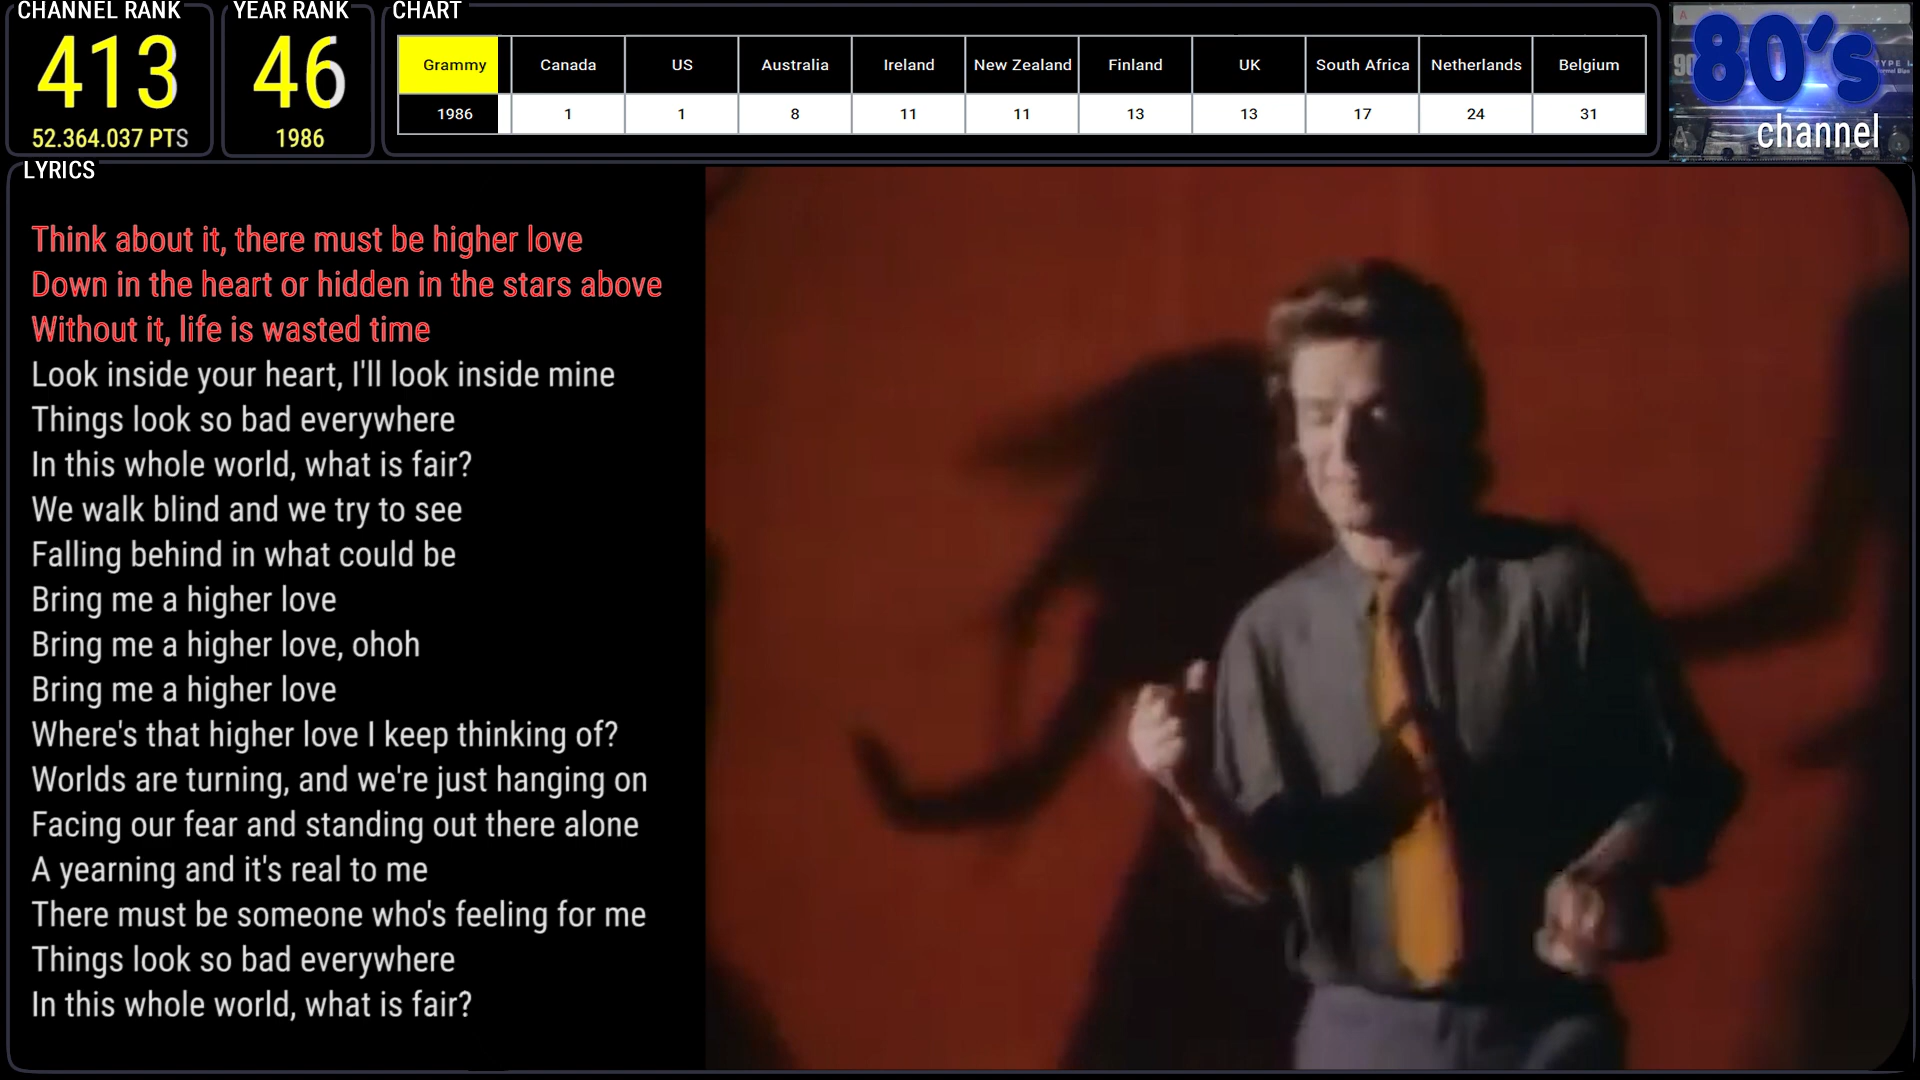 CHANNEL RANK
413
52.364.037 PTS
YEAR RANK
46
1986
CHART
Grammy Canada US Australia Ireland New Zealand Finland UK South Africa Netherlands Belgium
1986 1 1 8 11 11 13 13 17 24 31
A
90
TYPE I
80's
channel
LYRICS
Think about it, there must be higher love
Down in the heart or hidden in the stars above
Without it, life is wasted time
Look inside your heart, I'll look inside mine
Things look so bad everywhere
In this whole world, what is fair?
We walk blind and we try to see
Falling behind in what could be
Bring me a higher love
Bring me a higher love, ohoh
Bring me a higher love
Where's that higher love I keep thinking of?
Worlds are turning, and we're just hanging on
Facing our fear and standing out there alone
A yearning and it's real to me
There must be someone who's feeling for me
Things look so bad everywhere
In this whole world, what is fair?